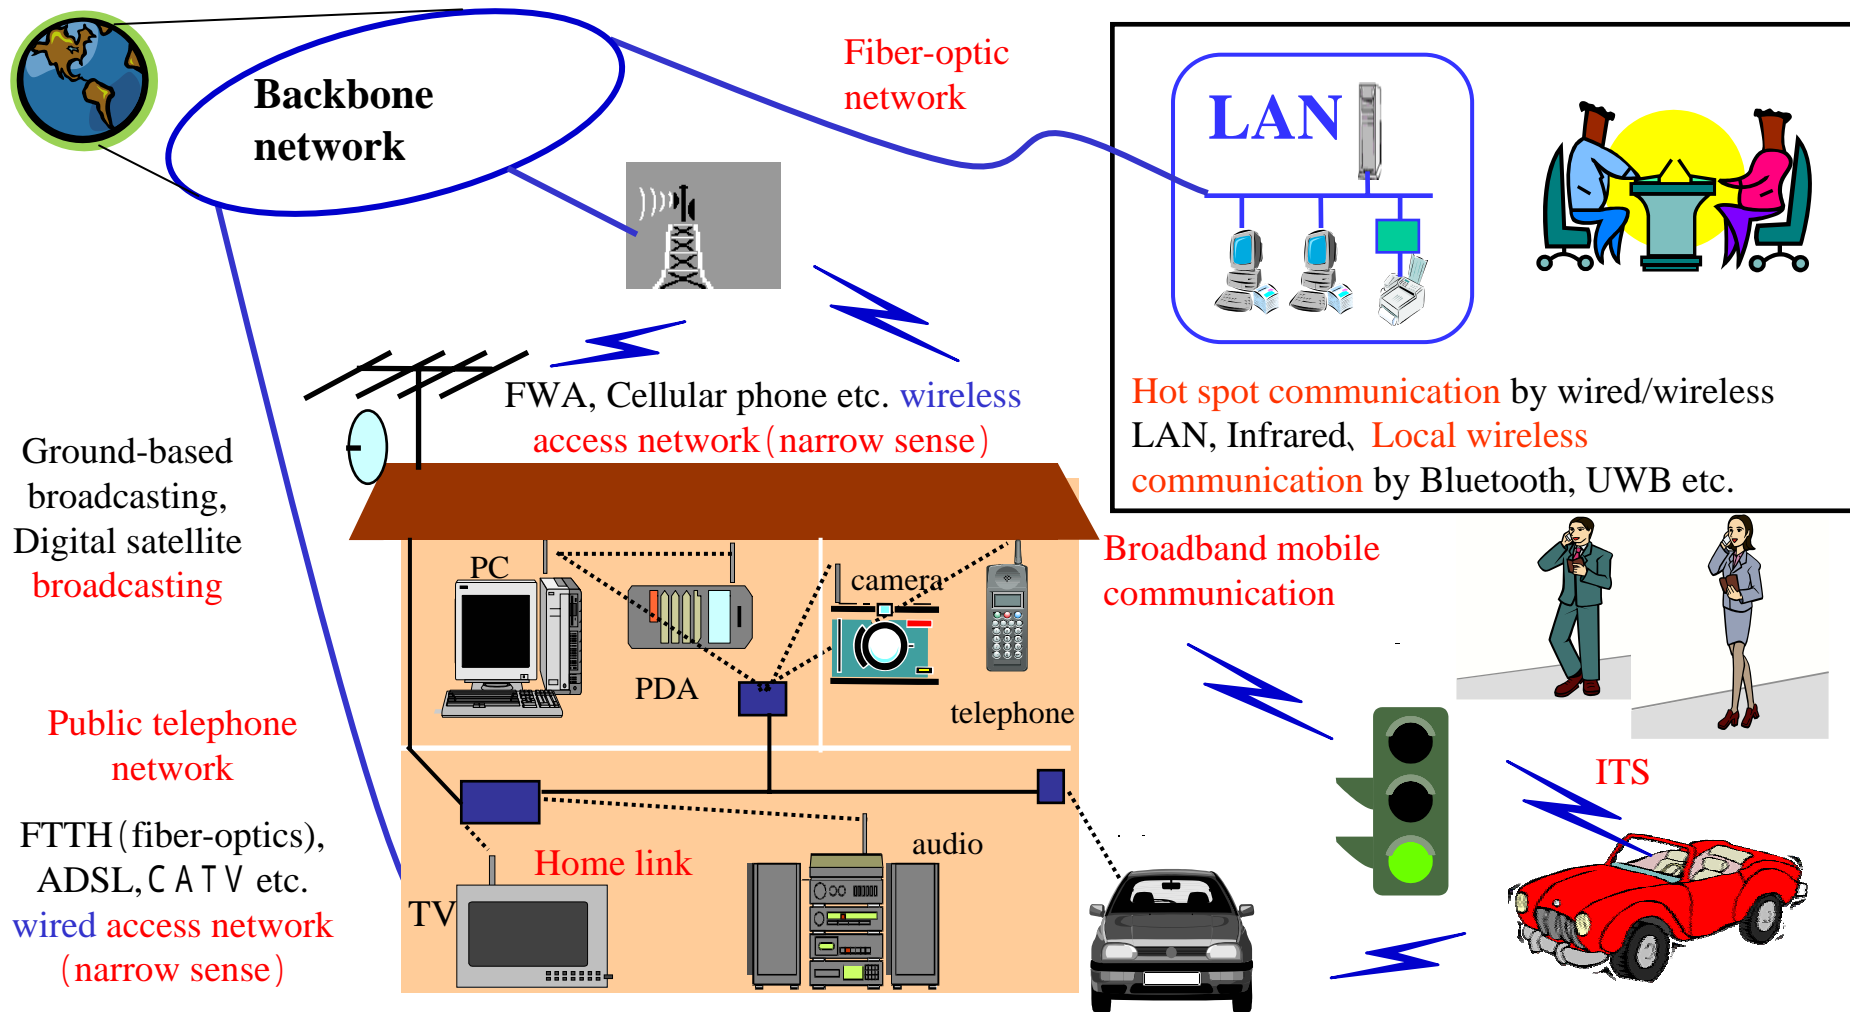 Backbone
network
Fiber-optic
network
LAN
Hot spot communication by wired/wireless
LAN, Infrared、Local wireless
communication by Bluetooth, UWB etc.
FWA, Cellular phone etc. wireless
access network(narrow sense)
Ground-based
broadcasting,
Digital satellite
broadcasting
Broadband mobile
communication
PC
PDA
camera
telephone
Public telephone
network
FTTH(fiber-optics),
ADSL,CATV etc.
wired access network
(narrow sense)
Home link
TV
audio
ITS